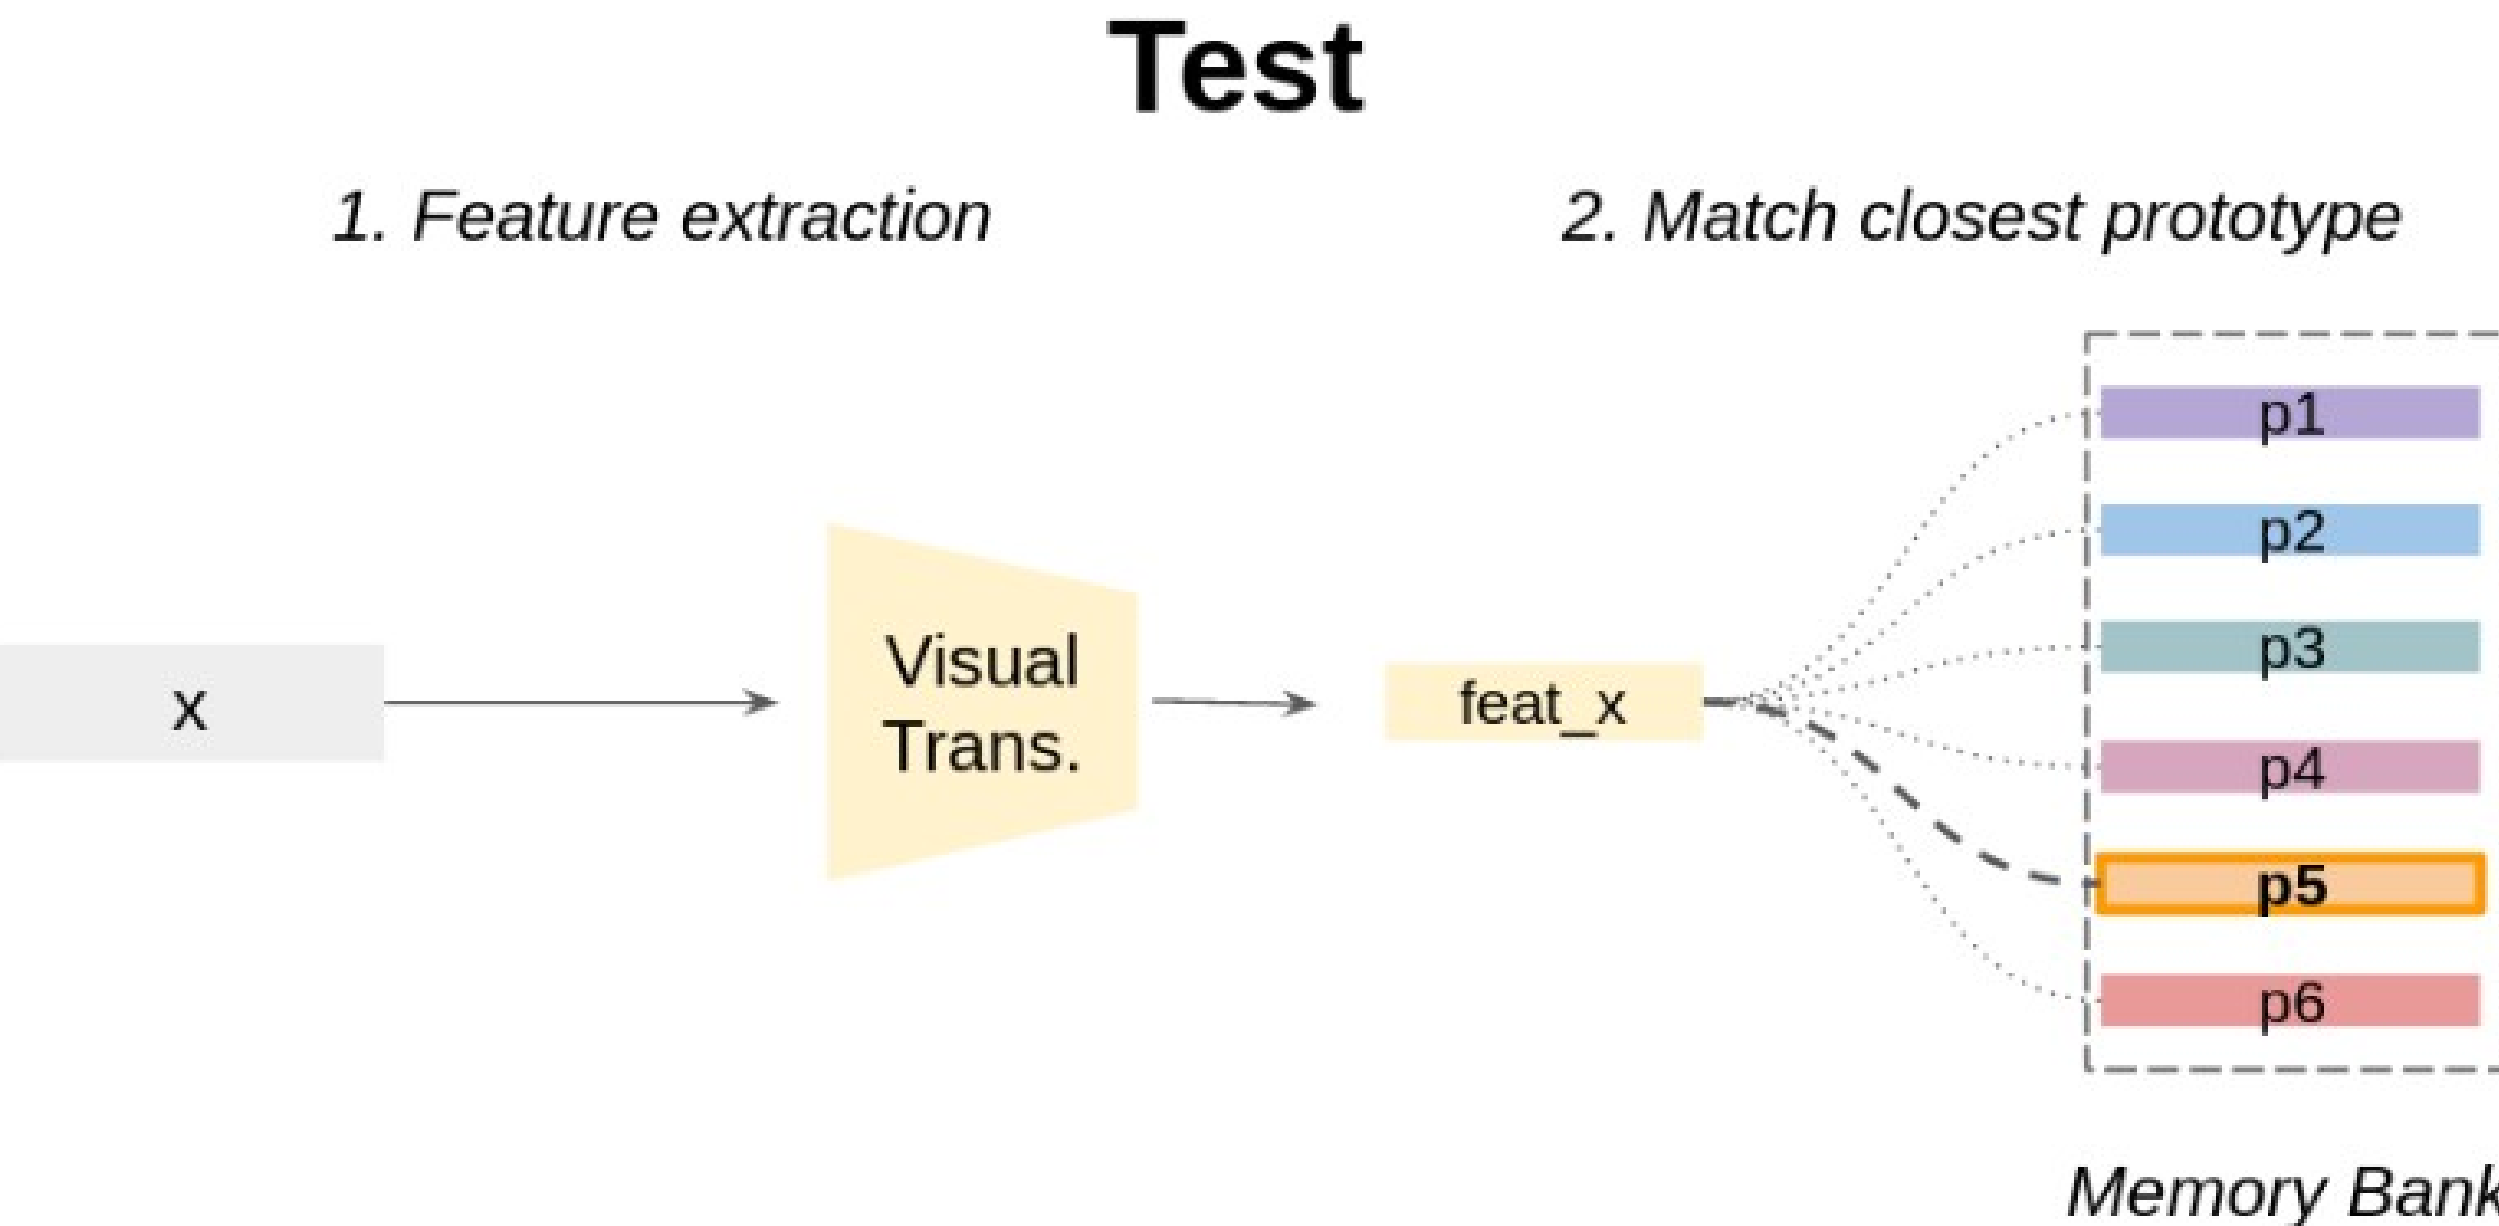 Test
1. Feature extraction
2. Match closest prototype
x
Visual
Trans.
feat_x
p1
p2
p3
p4
p5
p6
Memory Bank